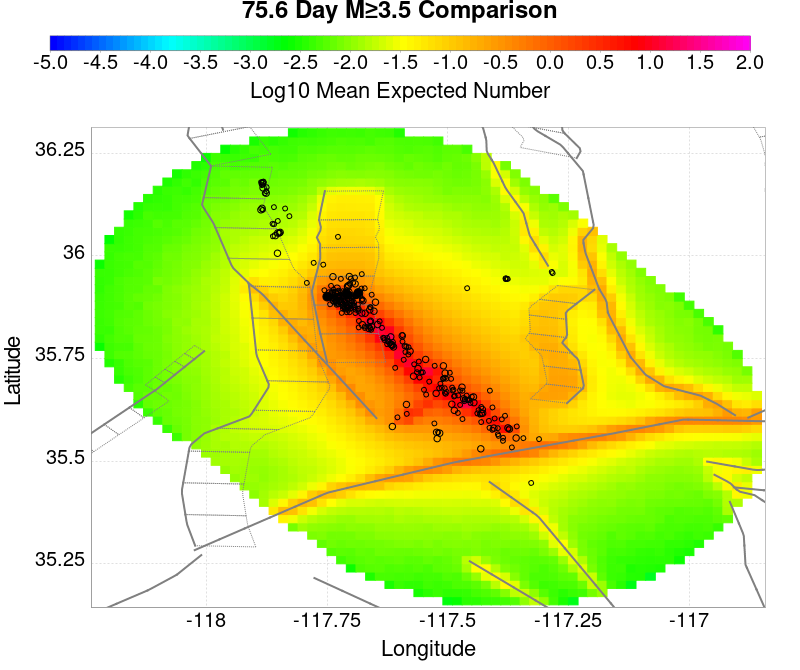 75.6 Day M≥3.5 Comparison
-5.0 -4.5 -4.0 -3.5 -3.0 -2.5 -2.0 -1.5 -1.0 -0.5 0.0 0.5 1.0 1.5 2.0
Log10 Mean Expected Number
36.25
36
35.75
35.5
35.25
Latitude
-118 -117.75 -117.5 -117.25 -117
Longitude